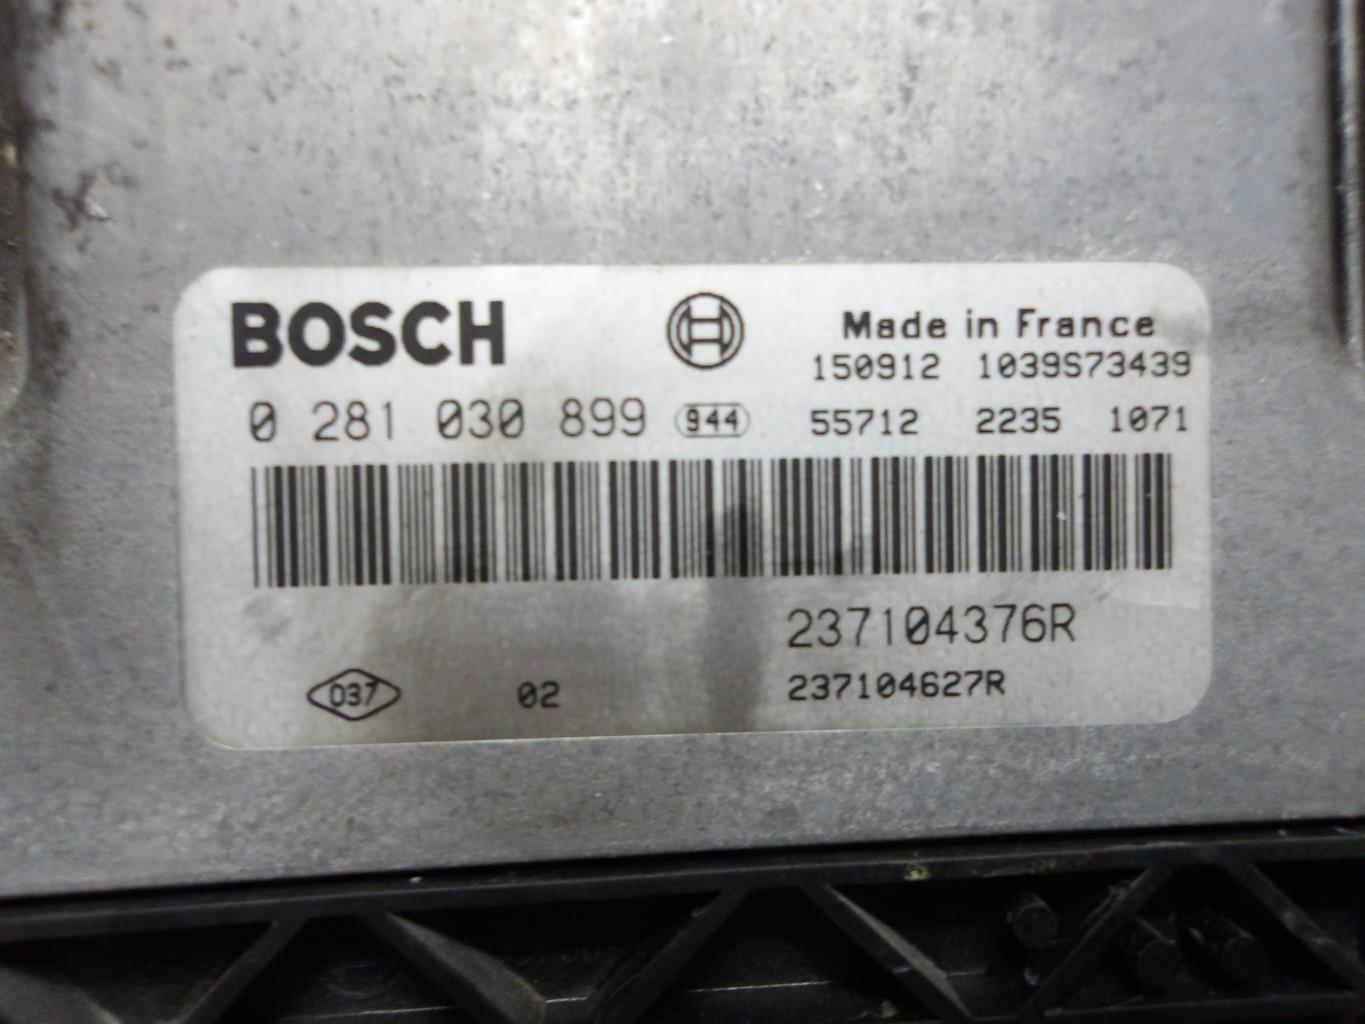 BOSCH
Made in France
150912 1039S73439
0 281 030 899 944 55712 2235 1071
237104376R
037 02 237104627R